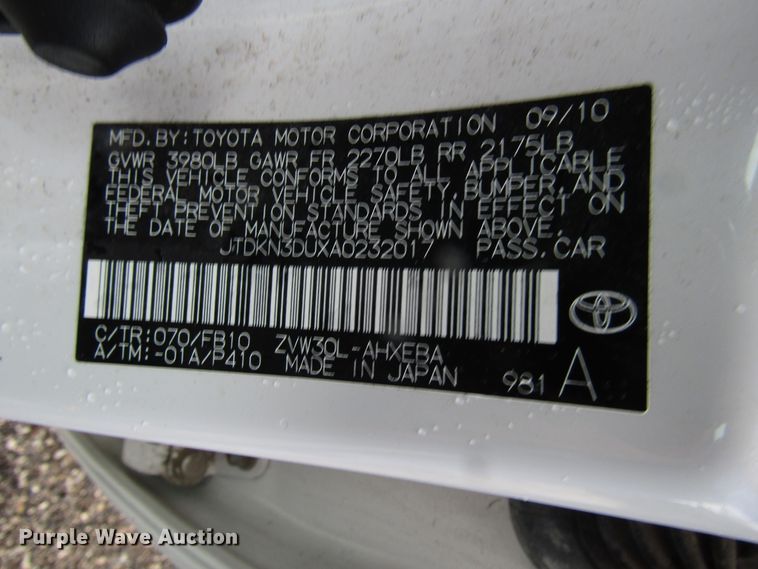 MFD.BY:TOYOTA MOTOR CORPORATION 09/10
GVWR 3980LB GAWR FR 2270LB RR 2175LB
THIS VEHICLE CONFORMS TO ALL APPLICABLE
FEDERAL MOTOR VEHICLE SAFETY,BUMPER,AND
THEFT PREVENTION STANDARDS IN EFFECT ON
THE DATE OF MANUFACTURE SHOWN ABOVE.
JTDKN3DUXA0232017 PASS.CAR
C/TR:070/FB10 ZVW30L-AHXEBA
A/TM:-01A/P410 MADE IN JAPAN 981 A
Purple Wave Auction